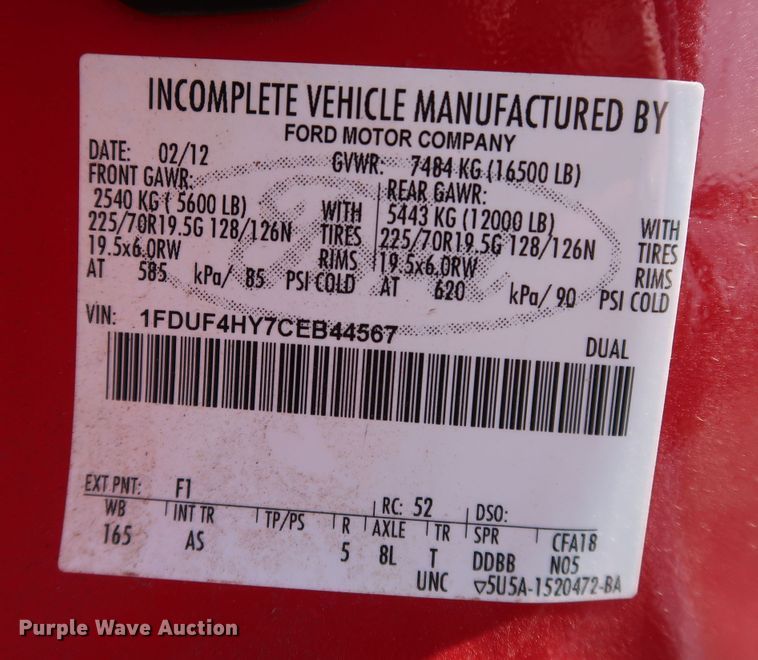 INCOMPLETE VEHICLE MANUFACTURED BY
FORD MOTOR COMPANY
DATE: 02/12 GVWR: 7484 KG (16500 LB)
FRONT GAWR: REAR GAWR:
2540 KG ( 5600 LB) WITH 5443 KG (12000 LB) WITH
225/70R19.5G 128/126N TIRES 225/70R19.5G 128/126N TIRES
19.5x6.0RW RIMS 19.5x6.0RW RIMS
AT 585 kPa/ 85 PSI COLD AT 620 kPa/ 90 PSI COLD
VIN: 1FDUF4HY7CEB44567
DUAL
EXT PNT: F1 RC: 52 DSO:
WB INT TR TP/PS R AXLE TR SPR CFA18
165 AS 5 8L T DDBB N05
UNC ▽5U5A-1520472-BA
Purple Wave Auction